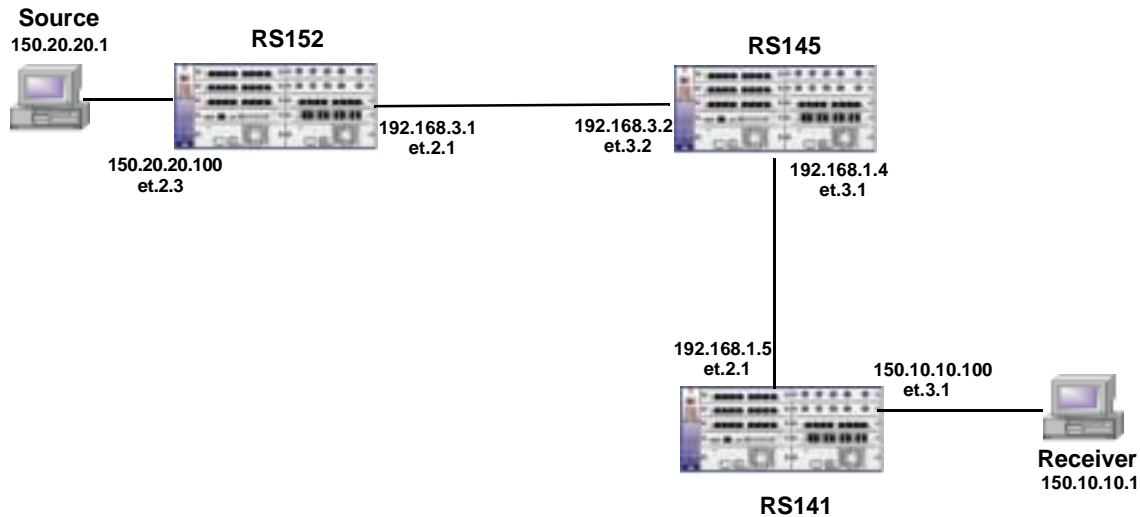 Source
150.20.20.1
RS152
RS145
192.168.3.1
et.2.1
192.168.3.2
et.3.2
150.20.20.100
et.2.3
192.168.1.4
et.3.1
192.168.1.5
et.2.1
150.10.10.100
et.3.1
Receiver
150.10.10.1
RS141